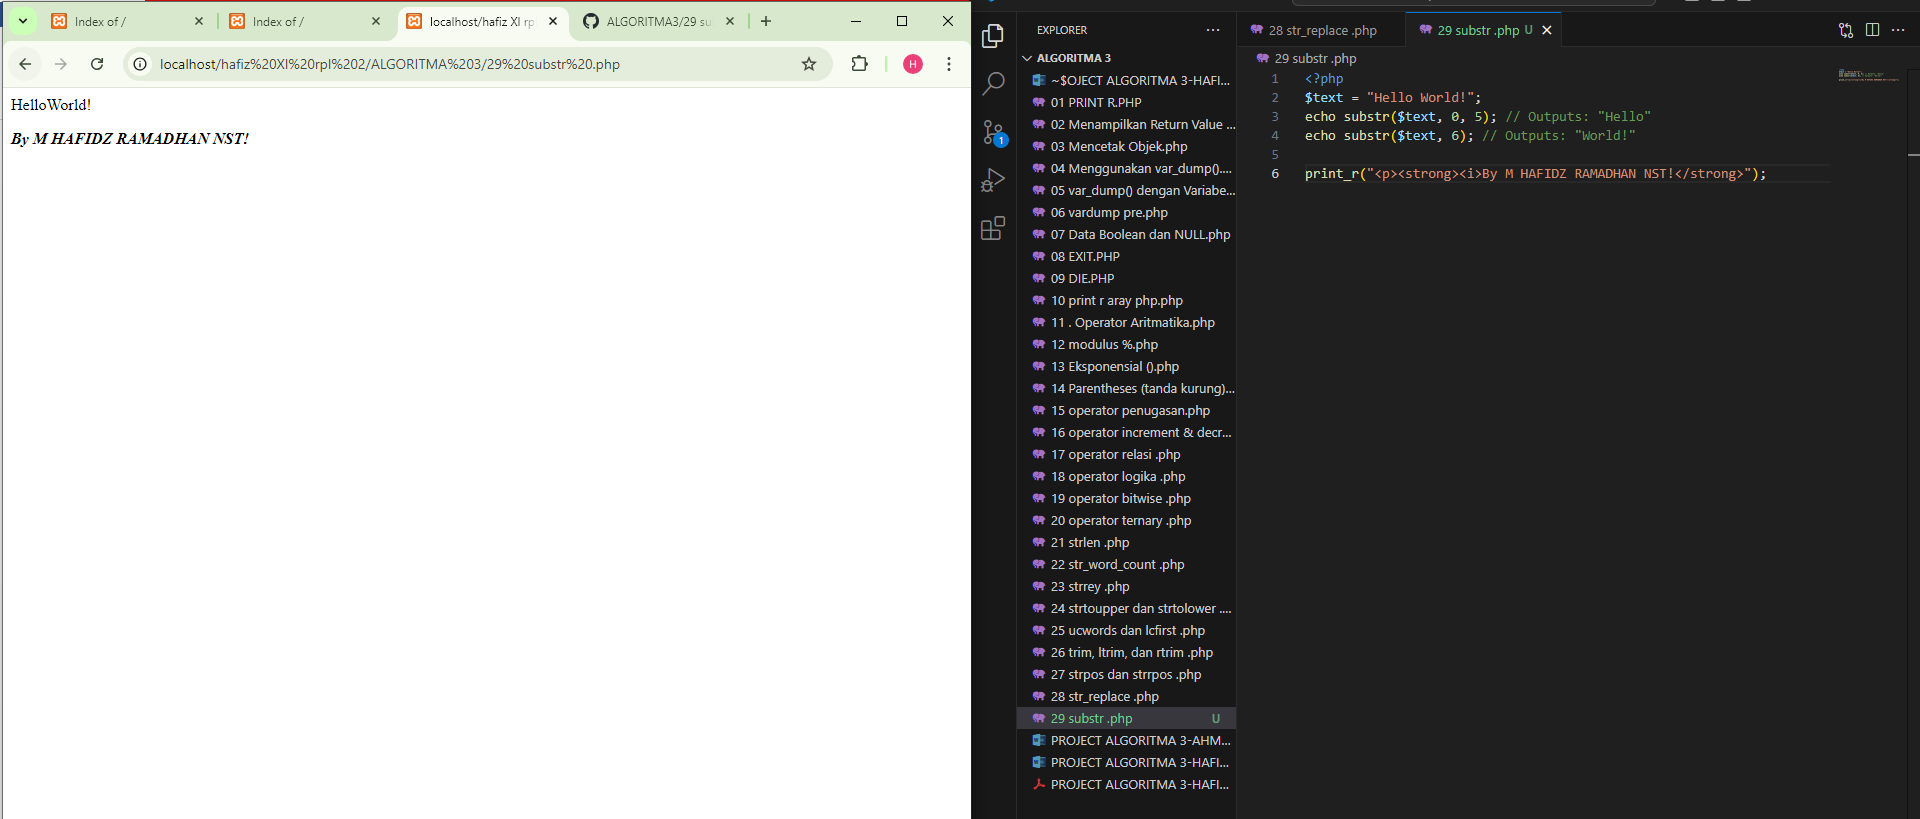 Index of /
Index of /
localhost/hafiz XI rp
ALGORITMA3/29 su
localhost/hafiz%20XI%20rpl%202/ALGORITMA%203/29%20substr%20.php
H
HelloWorld!
By M HAFIDZ RAMADHAN NST!
1
EXPLORER
ALGORITMA 3
~$OJECT ALGORITMA 3-HAFI...
01 PRINT R.PHP
02 Menampilkan Return Value ...
03 Mencetak Objek.php
04 Menggunakan var_dump()....
05 var_dump() dengan Variabe...
06 vardump pre.php
07 Data Boolean dan NULL.php
08 EXIT.PHP
09 DIE.PHP
10 print r aray php.php
11 . Operator Aritmatika.php
12 modulus %.php
13 Eksponensial ().php
14 Parentheses (tanda kurung)...
15 operator penugasan.php
16 operator increment & decr...
17 operator relasi .php
18 operator logika .php
19 operator bitwise .php
20 operator ternary .php
21 strlen .php
22 str_word_count .php
23 strrey .php
24 strtoupper dan strtolower ....
25 ucwords dan lcfirst .php
26 trim, ltrim, dan rtrim .php
27 strpos dan strrpos .php
28 str_replace .php
29 substr .php U
PROJECT ALGORITMA 3-AHM...
PROJECT ALGORITMA 3-HAFI...
PROJECT ALGORITMA 3-HAFI...
28 str_replace .php
29 substr .php U
29 substr .php
1 <?php
2 $text = "Hello World!";
3 echo substr($text, 0, 5); // Outputs: "Hello"
4 echo substr($text, 6); // Outputs: "World!"
5
6 print_r("<p><strong><i>By M HAFIDZ RAMADHAN NST!</strong>");